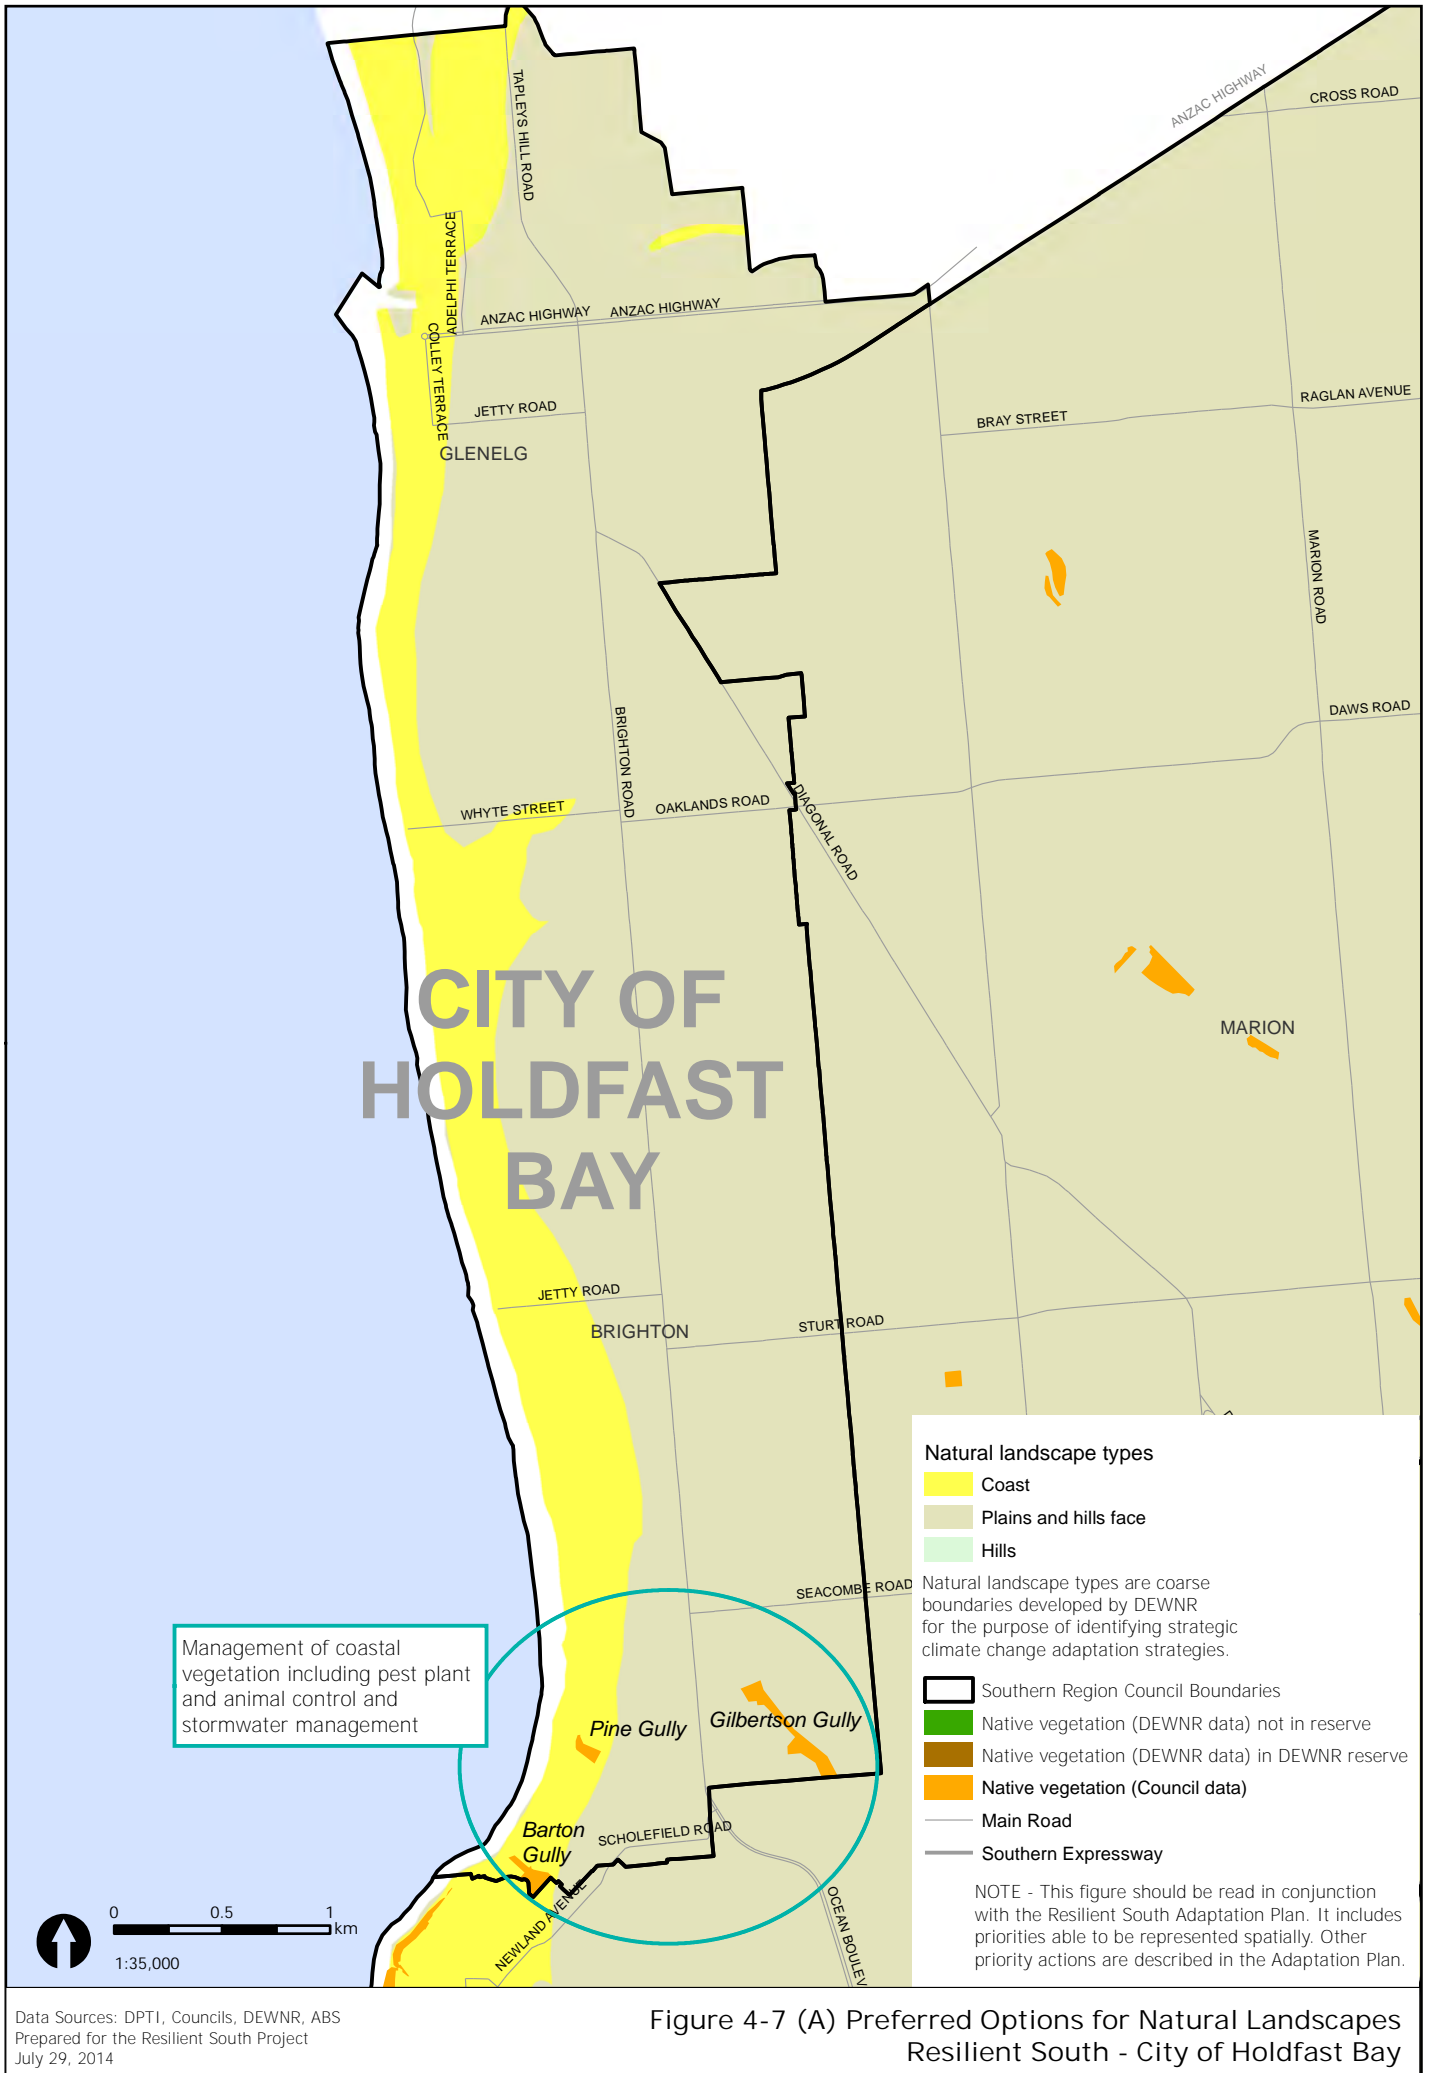 TAPLEYS HILL ROAD
ANZAC HIGHWAY
CROSS ROAD
ADELPHI TERRACE
ANZAC HIGHWAY
ANZAC HIGHWAY
COLLEY TERRACE
JETTY ROAD
GLENELG
BRAY STREET
RAGLAN AVENUE
MARION ROAD
BRIGHTON ROAD
DAWS ROAD
WHYTE STREET
OAKLANDS ROAD
DIAGONAL ROAD
CITY OF
HOLDFAST
BAY
MARION
JETTY ROAD
BRIGHTON
STURT ROAD
SEACOMBE ROAD
Management of coastal
vegetation including pest plant
and animal control and
stormwater management
Pine Gully
Gilbertson Gully
Barton
Gully
SCHOLEFIELD ROAD
NEWLAND AVENUE
OCEAN BOULEV
Natural landscape types
Coast
Plains and hills face
Hills
Natural landscape types are coarse
boundaries developed by DEWNR
for the purpose of identifying strategic
climate change adaptation strategies.
Southern Region Council Boundaries
Native vegetation (DEWNR data) not in reserve
Native vegetation (DEWNR data) in DEWNR reserve
Native vegetation (Council data)
Main Road
Southern Expressway
NOTE - This figure should be read in conjunction
with the Resilient South Adaptation Plan. It includes
priorities able to be represented spatially. Other
priority actions are described in the Adaptation Plan.
0 0.5 1
km
1:35,000
Data Sources: DPTI, Councils, DEWNR, ABS
Prepared for the Resilient South Project
July 29, 2014
Figure 4-7 (A) Preferred Options for Natural Landscapes
Resilient South - City of Holdfast Bay